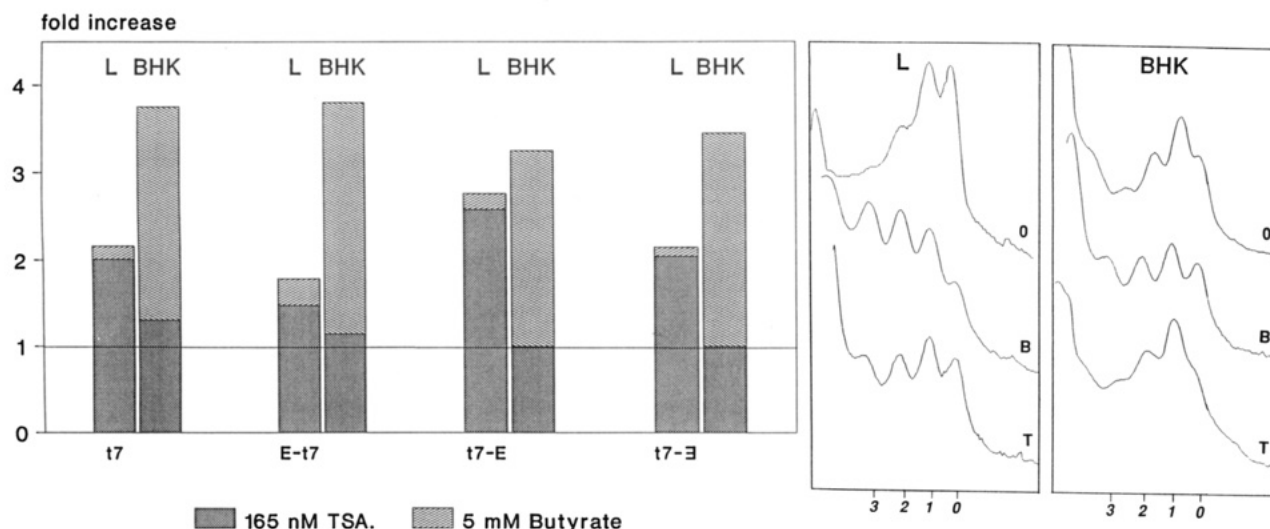 fold increase
4
3
2
1
0
L BHK
L BHK
L BHK
L BHK
t7
E-t7
t7-E
t7-Ǝ
165 nM TSA.
5 mM Butyrate
L
0
B
T
3 2 1 0
BHK
0
B
T
3 2 1 0